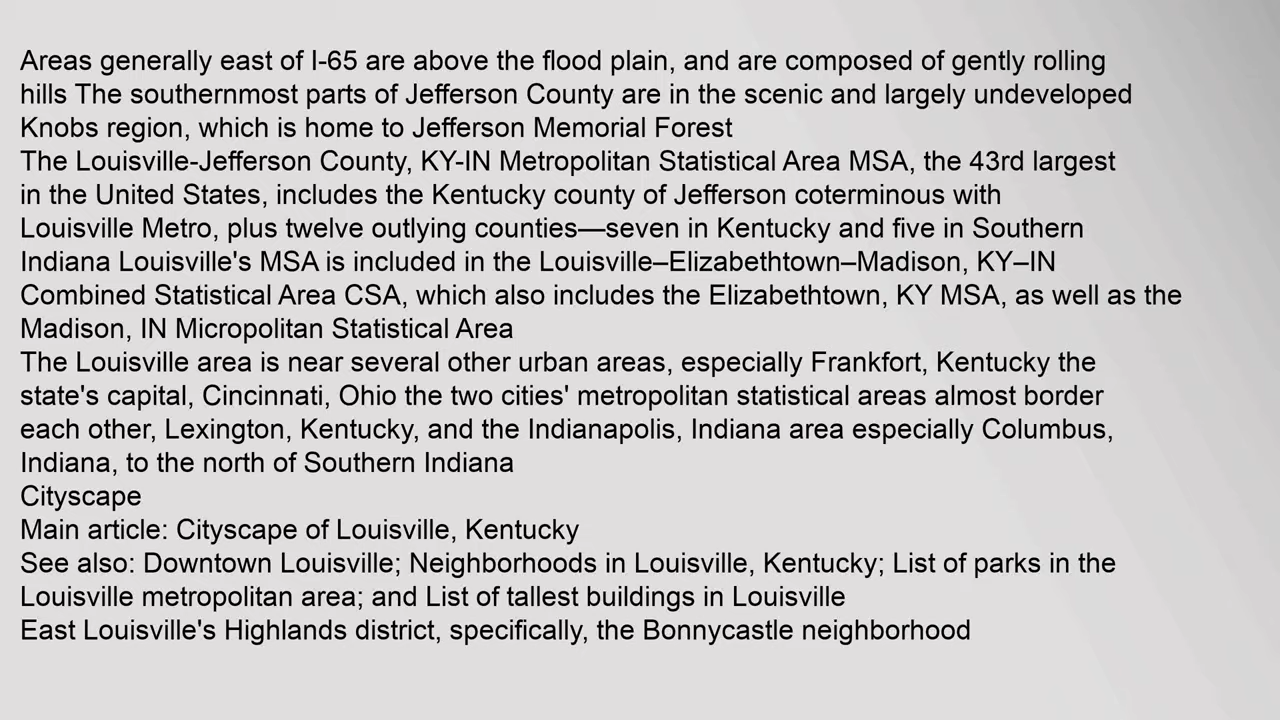 Areas generally east of I-65 are above the flood plain, and are composed of gently rolling
hills The southernmost parts of Jefferson County are in the scenic and largely undeveloped
Knobs region, which is home to Jefferson Memorial Forest
The Louisville-Jefferson County, KY-IN Metropolitan Statistical Area MSA, the 43rd largest
in the United States, includes the Kentucky county of Jefferson coterminous with
Louisville Metro, plus twelve outlying counties—seven in Kentucky and five in Southern
Indiana Louisville's MSA is included in the Louisville–Elizabethtown–Madison, KY–IN
Combined Statistical Area CSA, which also includes the Elizabethtown, KY MSA, as well as the
Madison, IN Micropolitan Statistical Area
The Louisville area is near several other urban areas, especially Frankfort, Kentucky the
state's capital, Cincinnati, Ohio the two cities' metropolitan statistical areas almost border
each other, Lexington, Kentucky, and the Indianapolis, Indiana area especially Columbus,
Indiana, to the north of Southern Indiana
Cityscape
Main article: Cityscape of Louisville, Kentucky
See also: Downtown Louisville; Neighborhoods in Louisville, Kentucky; List of parks in the
Louisville metropolitan area; and List of tallest buildings in Louisville
East Louisville's Highlands district, specifically, the Bonnycastle neighborhood